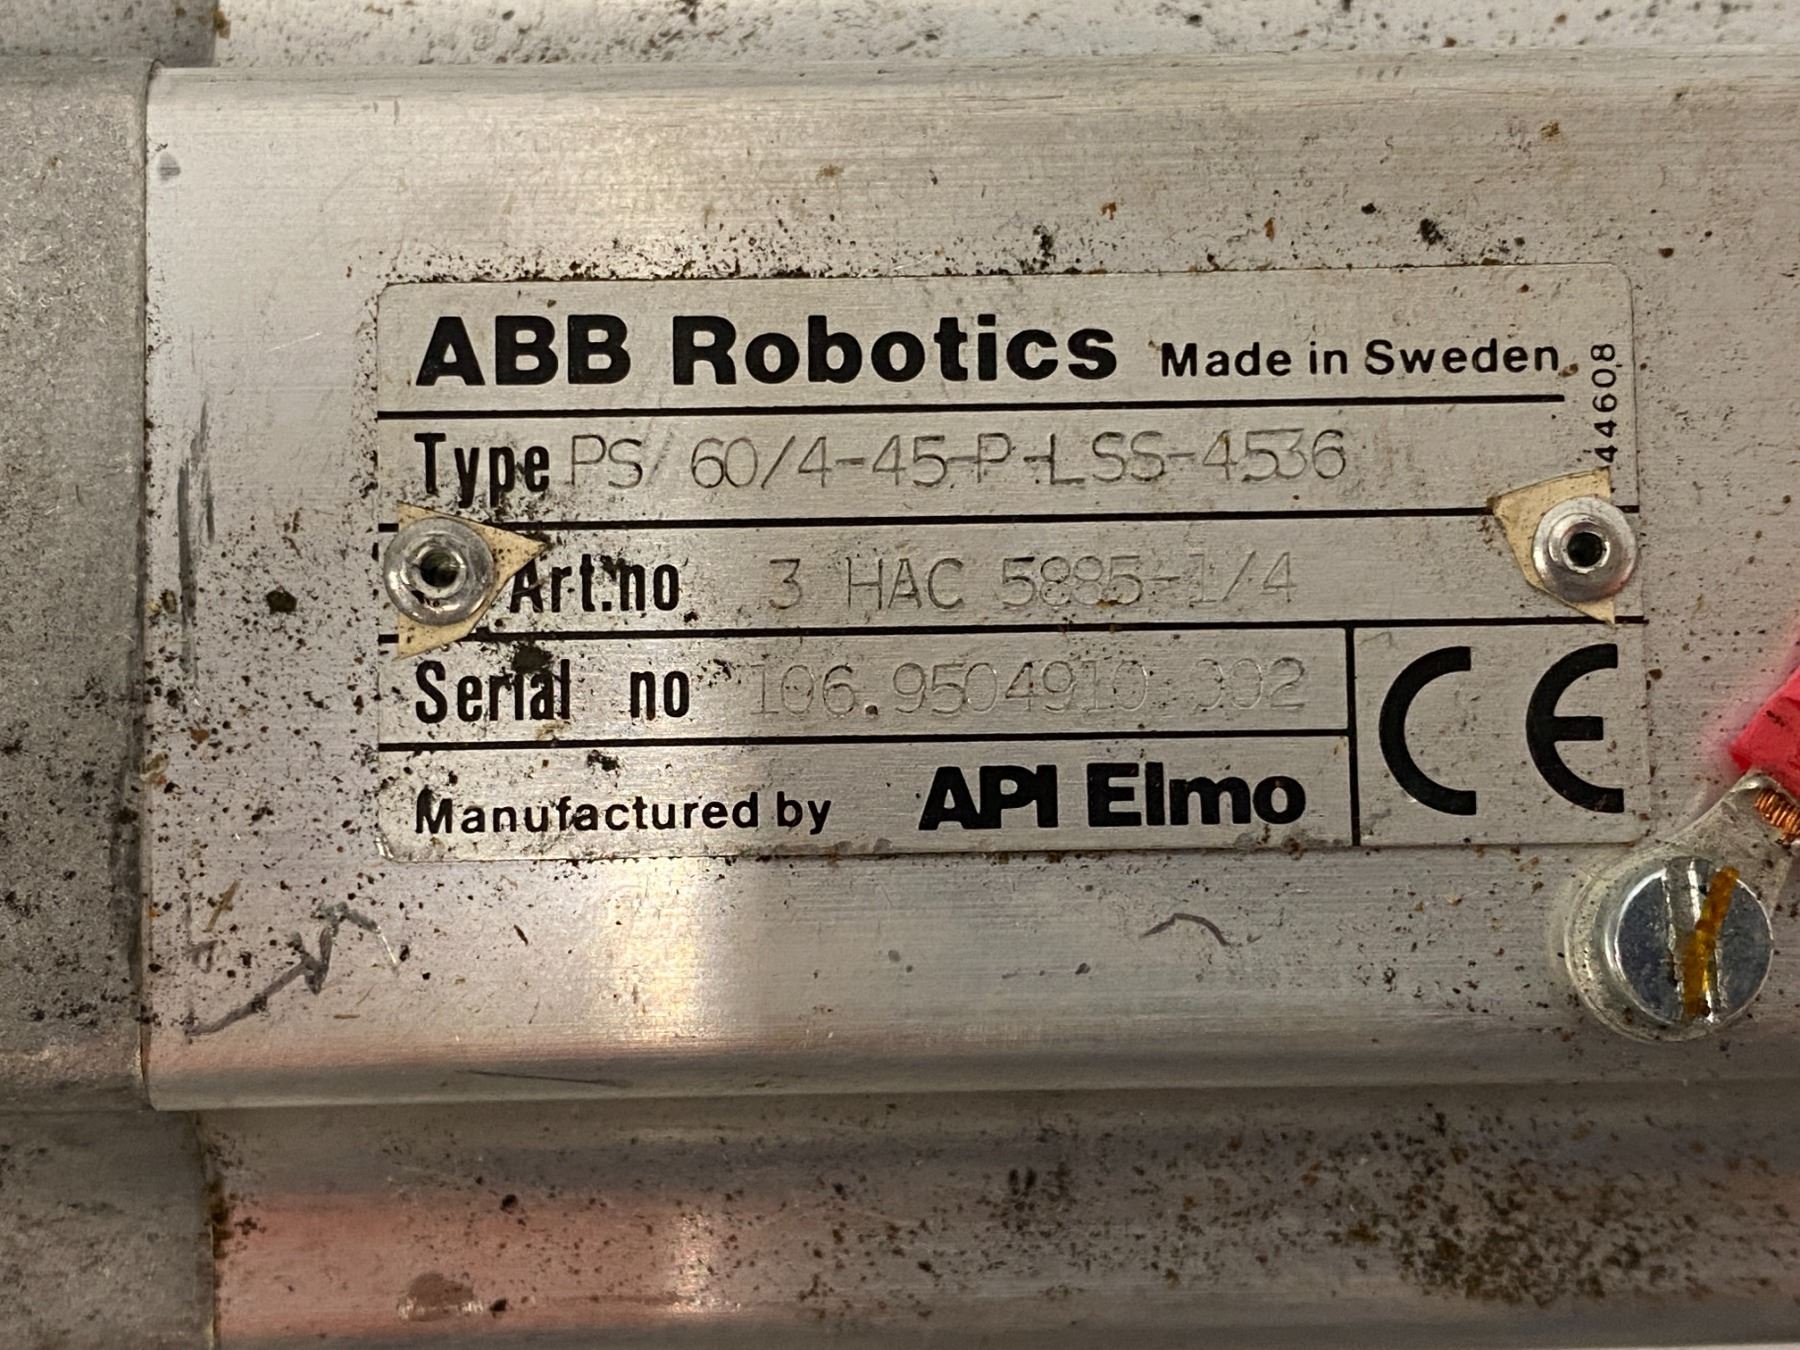 ABB Robotics Made in Sweden
44608
Type PS/ 60/4-45-P-LSS-4536
Art.no 3 HAC 5885-1/4
Serial no 106.9504910.002
Manufactured by API Elmo
CE